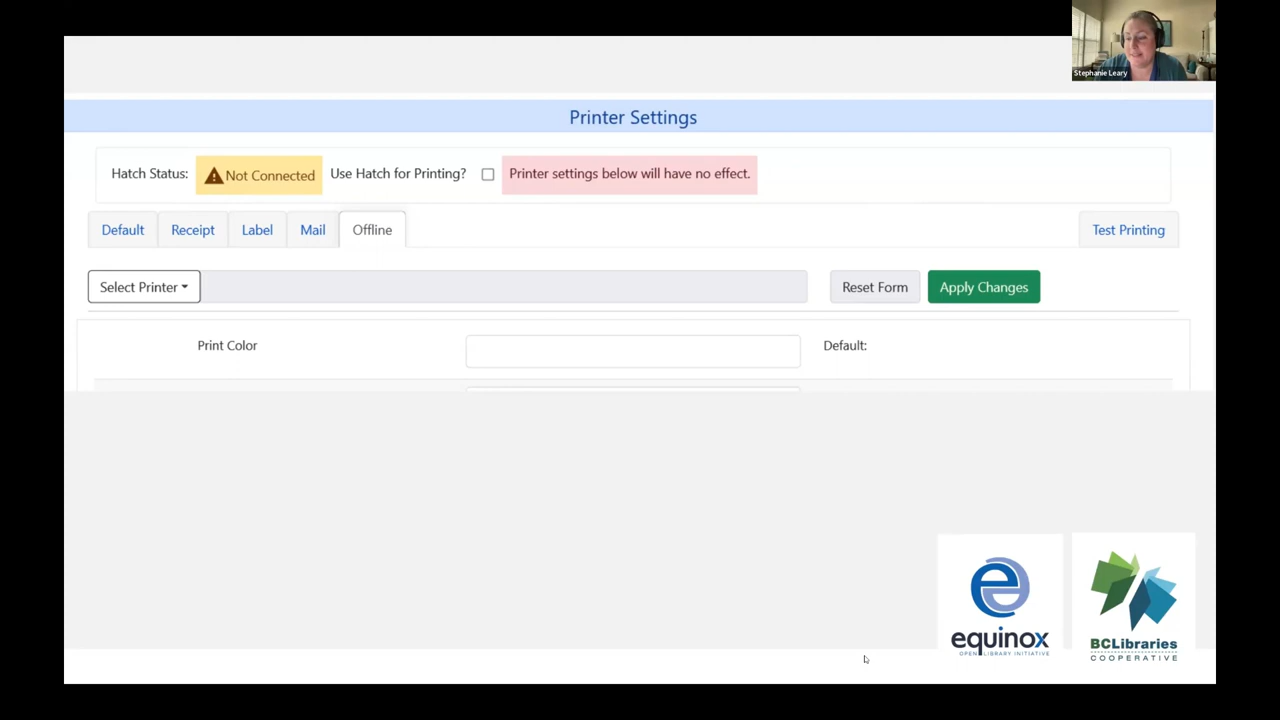 Stephanie Leary
Printer Settings
Hatch Status: Not Connected Use Hatch for Printing? Printer settings below will have no effect.
Default Receipt Label Mail Offline Test Printing
Select Printer Reset Form Apply Changes
Print Color Default:
equinox
OPEN LIBRARY INITIATIVE
BCLibraries
COOPERATIVE